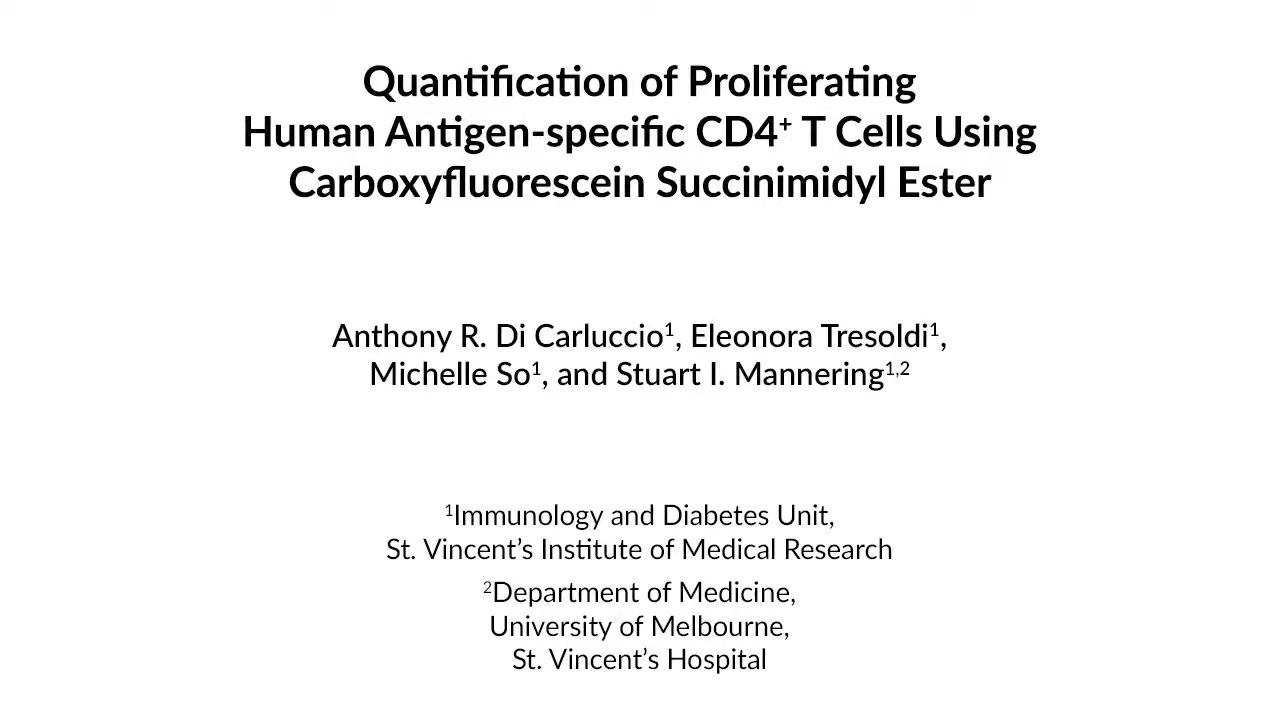 Quantification of Proliferating
Human Antigen-specific CD4⁺ T Cells Using
Carboxyfluorescein Succinimidyl Ester
Anthony R. Di Carluccio¹, Eleonora Tresoldi¹,
Michelle So¹, and Stuart I. Mannering¹,²
¹Immunology and Diabetes Unit,
St. Vincent’s Institute of Medical Research
²Department of Medicine,
University of Melbourne,
St. Vincent’s Hospital